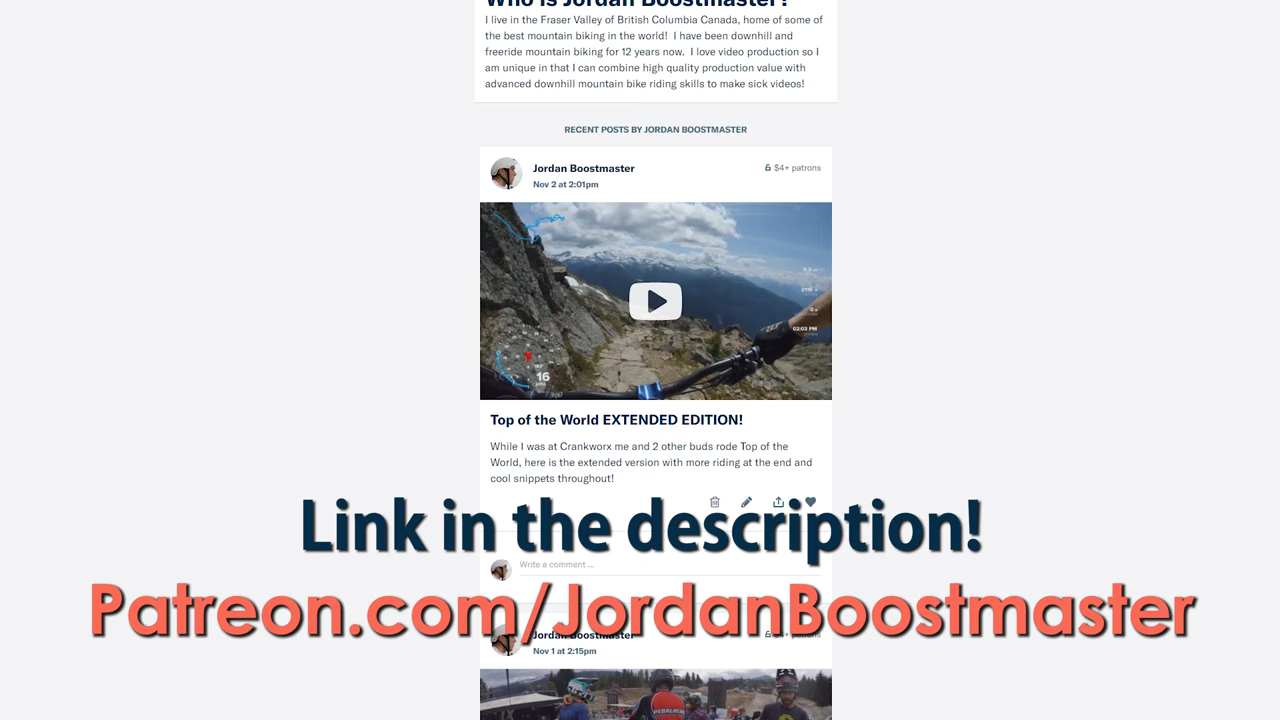 Who is Jordan Boostmaster?
I live in the Fraser Valley of British Columbia Canada, home of some of
the best mountain biking in the world!  I have been downhill and
freeride mountain biking for 12 years now.  I love video production so I
am unique in that I can combine high quality production value with
advanced downhill mountain bike riding skills to make sick videos!
RECENT POSTS BY JORDAN BOOSTMASTER
Jordan Boostmaster
$4+ patrons
Nov 2 at 2:01pm
02:03 PM
16
Top of the World EXTENDED EDITION!
While I was at Crankworx me and 2 other buds rode Top of the
World, here is the extended version with more riding at the end and
cool snippets throughout!
Link in the description!
Write a comment ...
Patreon.com/JordanBoostmaster
Jordan Boostmaster
patrons
Nov 1 at 2:15pm